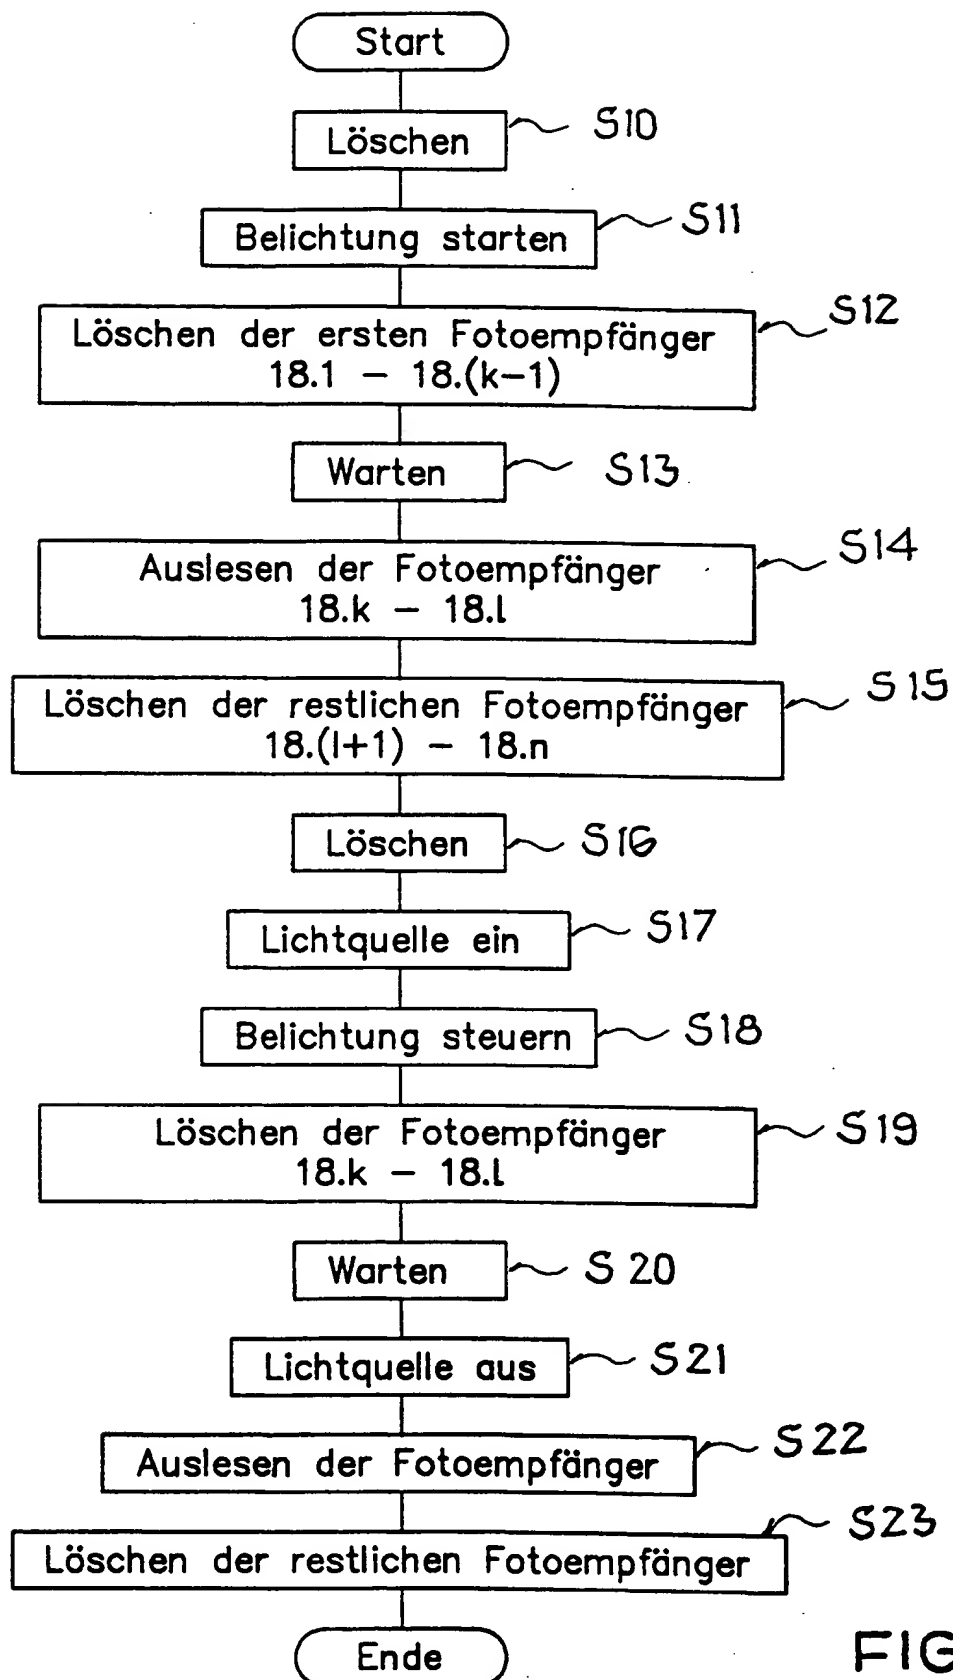 Start
Löschen S10
Belichtung starten S11
Löschen der ersten Fotoempfänger S12
18.1 – 18.(k–1)
Warten S13
Auslesen der Fotoempfänger S14
18.k – 18.l
Löschen der restlichen Fotoempfänger S15
18.(l+1) – 18.n
Löschen S16
Lichtquelle ein S17
Belichtung steuern S18
Löschen der Fotoempfänger S19
18.k – 18.l
Warten S20
Lichtquelle aus S21
Auslesen der Fotoempfänger S22
Löschen der restlichen Fotoempfänger S23
Ende
FIG